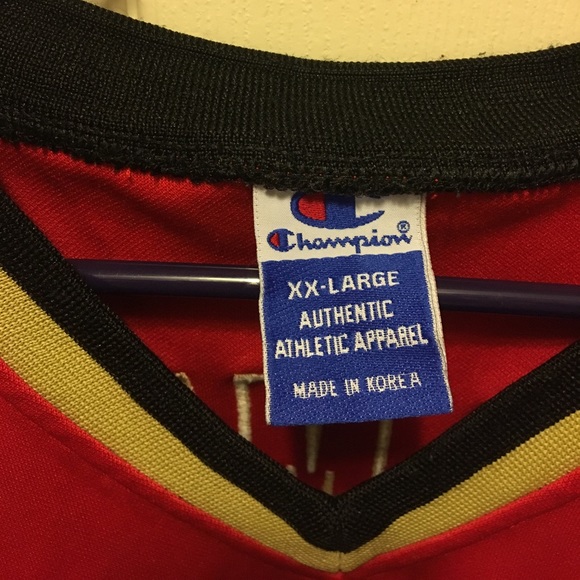 Champion®
XX-LARGE
AUTHENTIC
ATHLETIC APPAREL
MADE IN KOREA